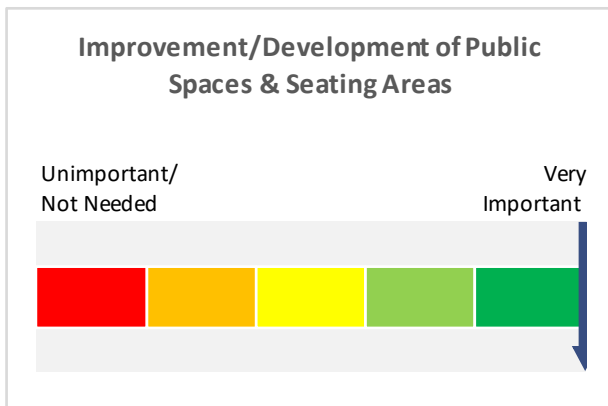 Improvement/Development of Public
Spaces & Seating Areas
Unimportant/
Not Needed
Very
Important